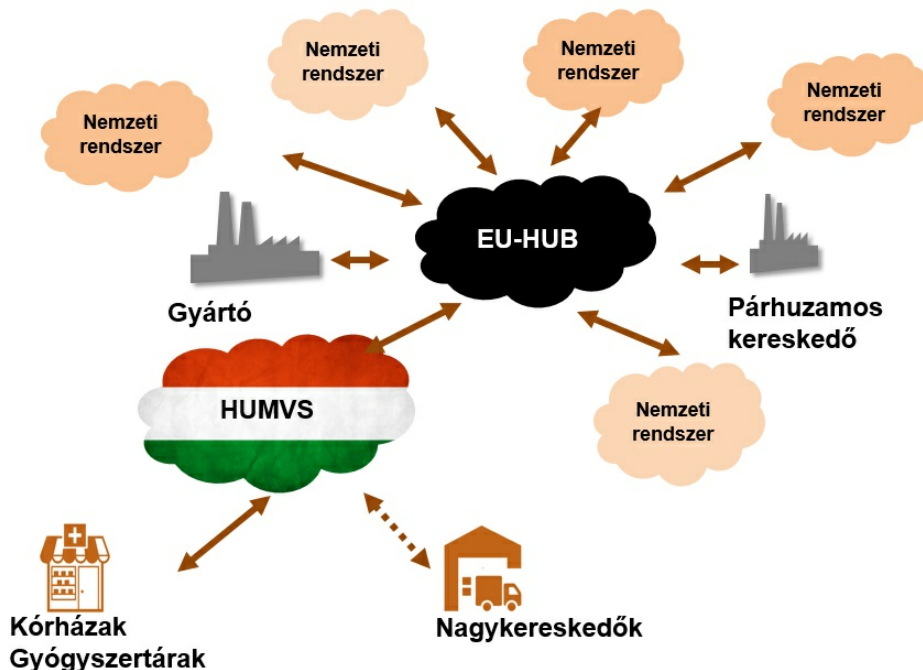 Nemzeti
rendszer
Nemzeti
rendszer
Nemzeti
rendszer
Nemzeti
rendszer
EU-HUB
Gyártó
Párhuzamos
kereskedő
HUMVS
Nemzeti
rendszer
Kórházak
Gyógyszertárak
Nagykereskedők